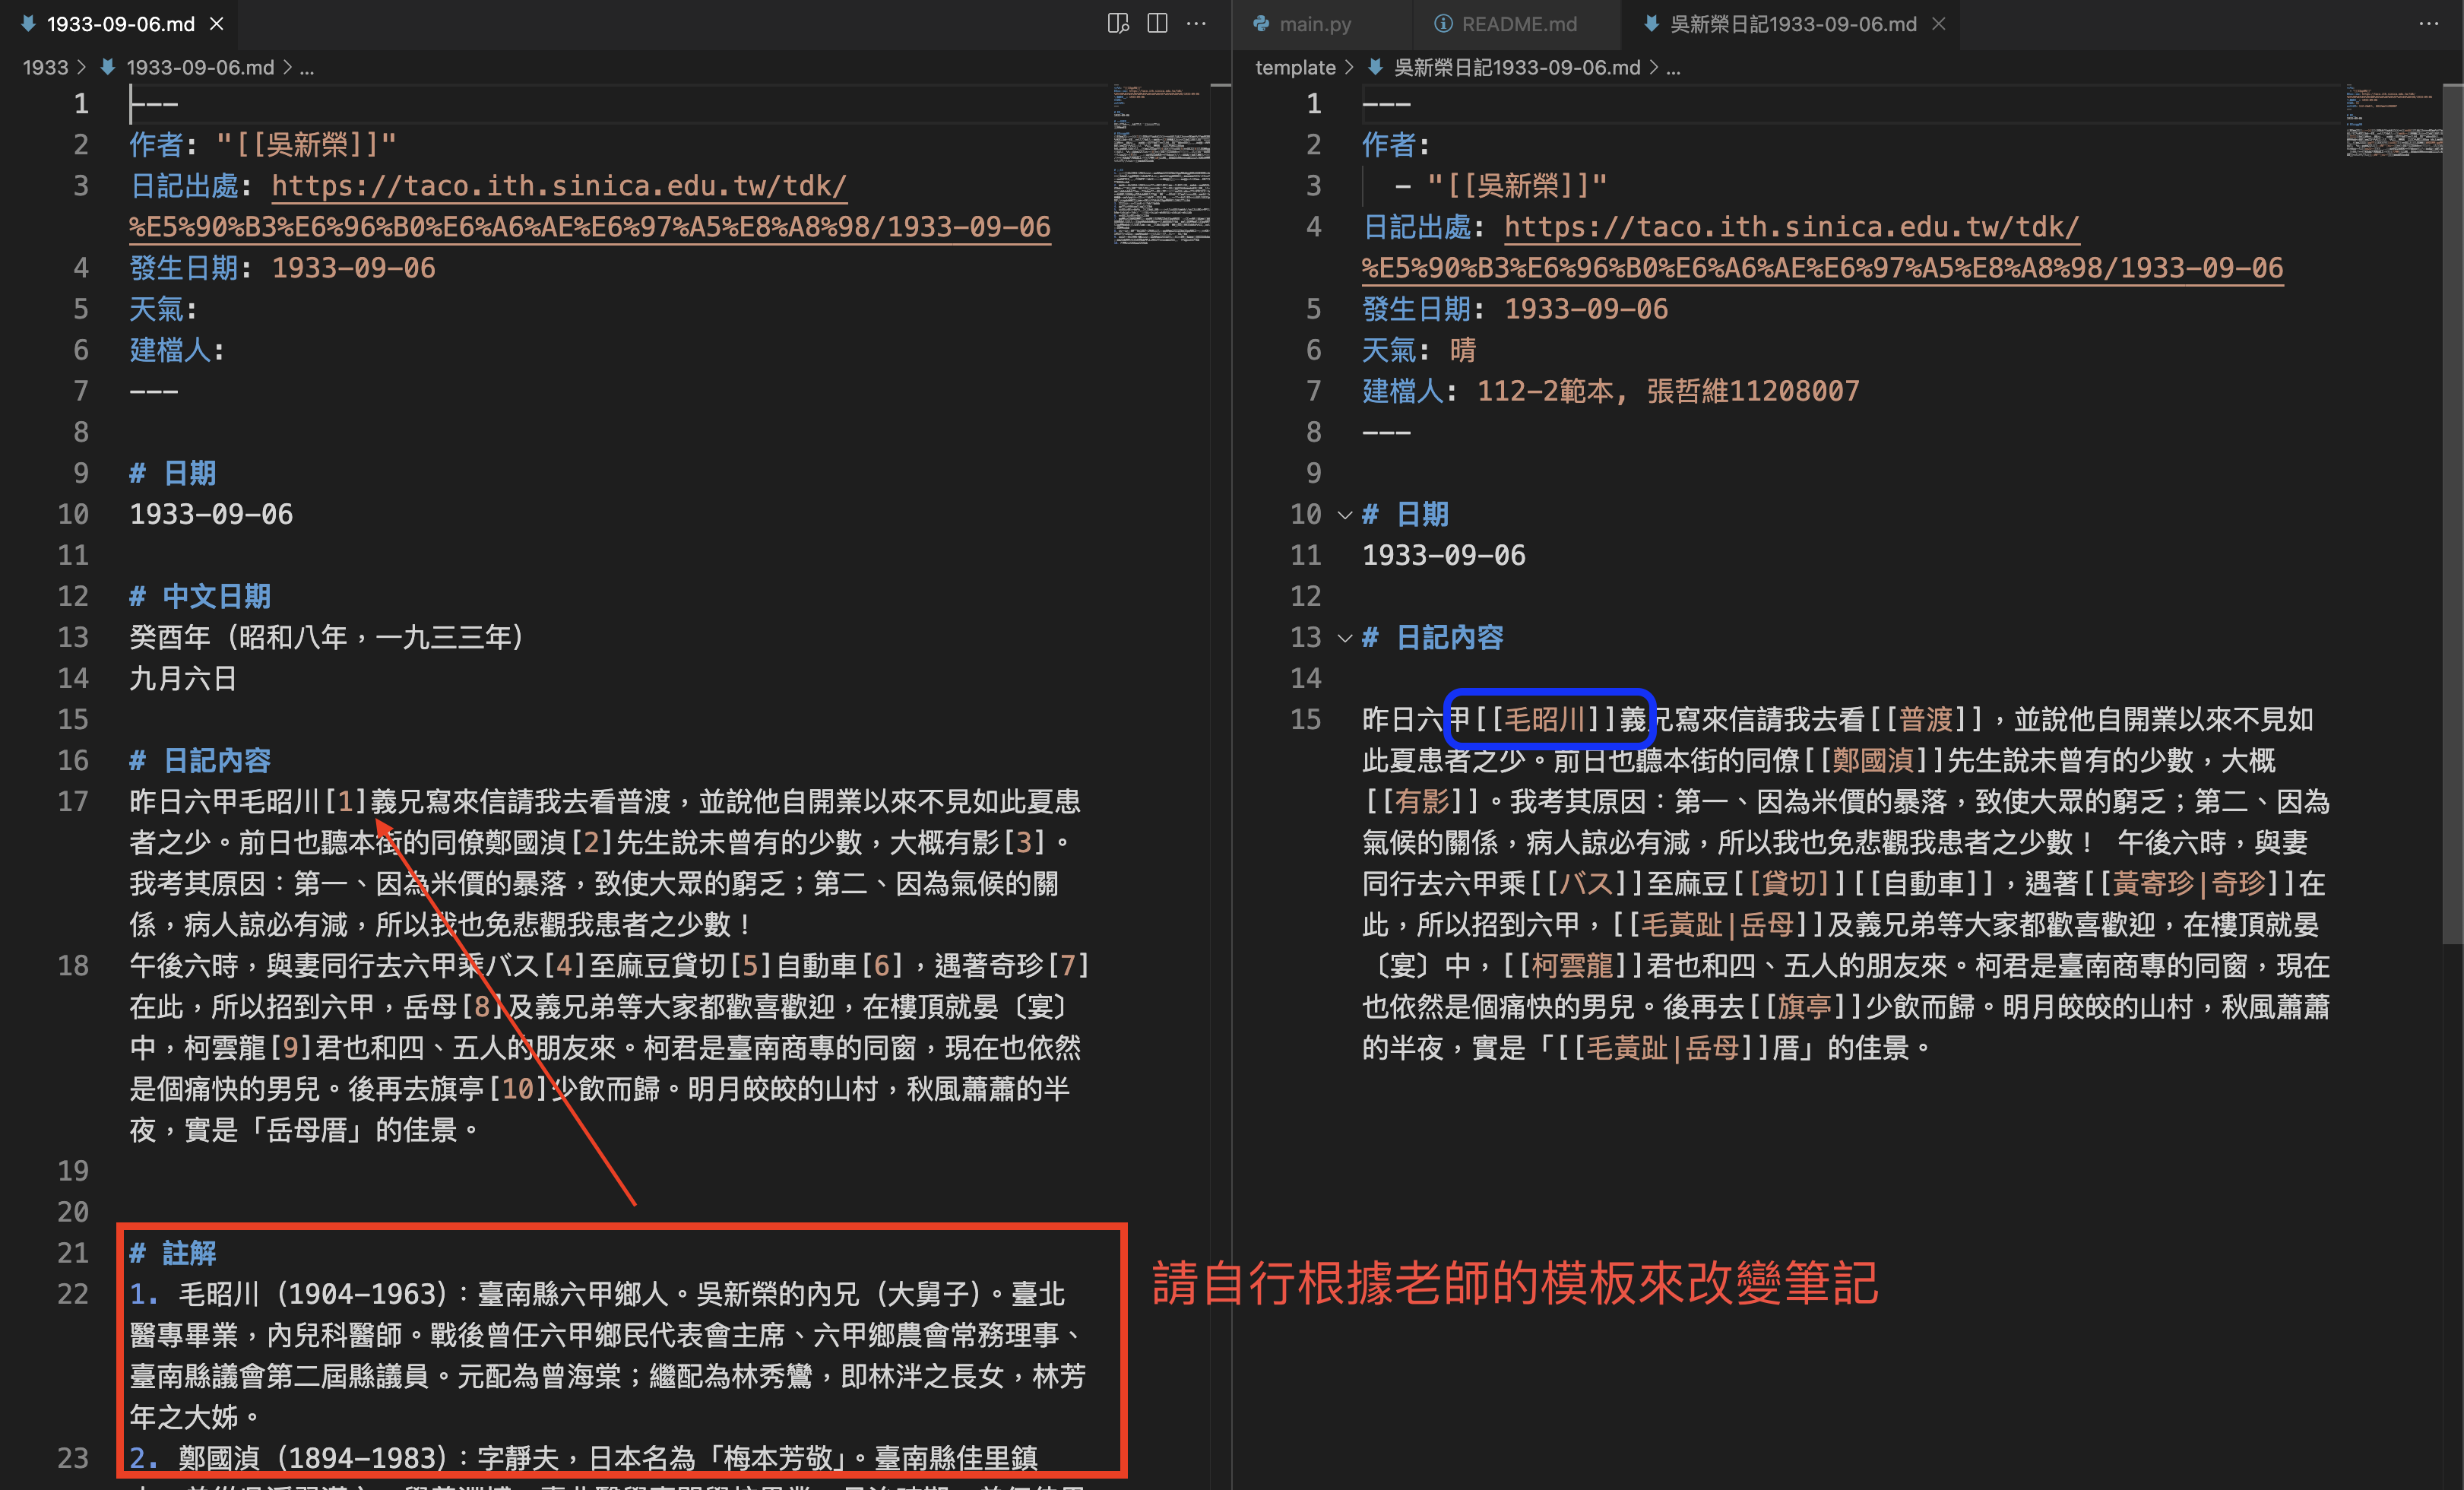 1933-09-06.md
1933 > 1933-09-06.md > ...
1 ---
2 作者: "[[吳新榮]]"
3 日記出處: https://taco.ith.sinica.edu.tw/tdk/
%E5%90%B3%E6%96%B0%E6%A6%AE%E6%97%A5%E8%A8%98/1933-09-06
4 發生日期: 1933-09-06
5 天氣:
6 建檔人:
7 ---
8
9 # 日期
10 1933-09-06
11
12 # 中文日期
13 癸酉年（昭和八年，一九三三年）
14 九月六日
15
16 # 日記內容
17 昨日六甲毛昭川[1]義兄寫來信請我去看普渡，並說他自開業以來不見如此夏患
者之少。前日也聽本街的同僚鄭國湞[2]先生說未曾有的少數，大概有影[3]。
我考其原因：第一、因為米價的暴落，致使大眾的窮乏；第二、因為氣候的關
係，病人諒必有減，所以我也免悲觀我患者之少數！
18 午後六時，與妻同行去六甲乘バス[4]至麻豆貸切[5]自動車[6]，遇著奇珍[7]
在此，所以招到六甲，岳母[8]及義兄弟等大家都歡喜歡迎，在樓頂就晏〔宴〕
中，柯雲龍[9]君也和四、五人的朋友來。柯君是臺南商專的同窗，現在也依然
是個痛快的男兒。後再去旗亭[10]少飲而歸。明月皎皎的山村，秋風蕭蕭的半
夜，實是「岳母厝」的佳景。
19
20
21 # 註解
22 1. 毛昭川（1904-1963）：臺南縣六甲鄉人。吳新榮的內兄（大舅子）。臺北
醫專畢業，內兒科醫師。戰後曾任六甲鄉民代表會主席、六甲鄉農會常務理事、
臺南縣議會第二屆縣議員。元配為曾海棠；繼配為林秀鸞，即林泮之長女，林芳
年之大姊。
23 2. 鄭國湞（1894-1983）：字靜夫，日本名為「梅本芳敬」。臺南縣佳里鎮
main.py
README.md
吳新榮日記1933-09-06.md
template > 吳新榮日記1933-09-06.md > ...
1 ---
2 作者:
3 - "[[吳新榮]]"
4 日記出處: https://taco.ith.sinica.edu.tw/tdk/
%E5%90%B3%E6%96%B0%E6%A6%AE%E6%97%A5%E8%A8%98/1933-09-06
5 發生日期: 1933-09-06
6 天氣: 晴
7 建檔人: 112-2範本, 張哲維11208007
8 ---
9
10 # 日期
11 1933-09-06
12
13 # 日記內容
14
15 昨日六甲[[毛昭川]]義兄寫來信請我去看[[普渡]]，並說他自開業以來不見如
此夏患者之少。前日也聽本街的同僚[[鄭國湞]]先生說未曾有的少數，大概
[[有影]]。我考其原因：第一、因為米價的暴落，致使大眾的窮乏；第二、因為
氣候的關係，病人諒必有減，所以我也免悲觀我患者之少數！ 午後六時，與妻
同行去六甲乘[[バス]]至麻豆[[貸切]][[自動車]]，遇著[[黃寄珍|奇珍]]在
此，所以招到六甲，[[毛黃趾|岳母]]及義兄弟等大家都歡喜歡迎，在樓頂就晏
〔宴〕中，[[柯雲龍]]君也和四、五人的朋友來。柯君是臺南商專的同窗，現在
也依然是個痛快的男兒。後再去[[旗亭]]少飲而歸。明月皎皎的山村，秋風蕭蕭
的半夜，實是「[[毛黃趾|岳母]]厝」的佳景。
請自行根據老師的模板來改變筆記